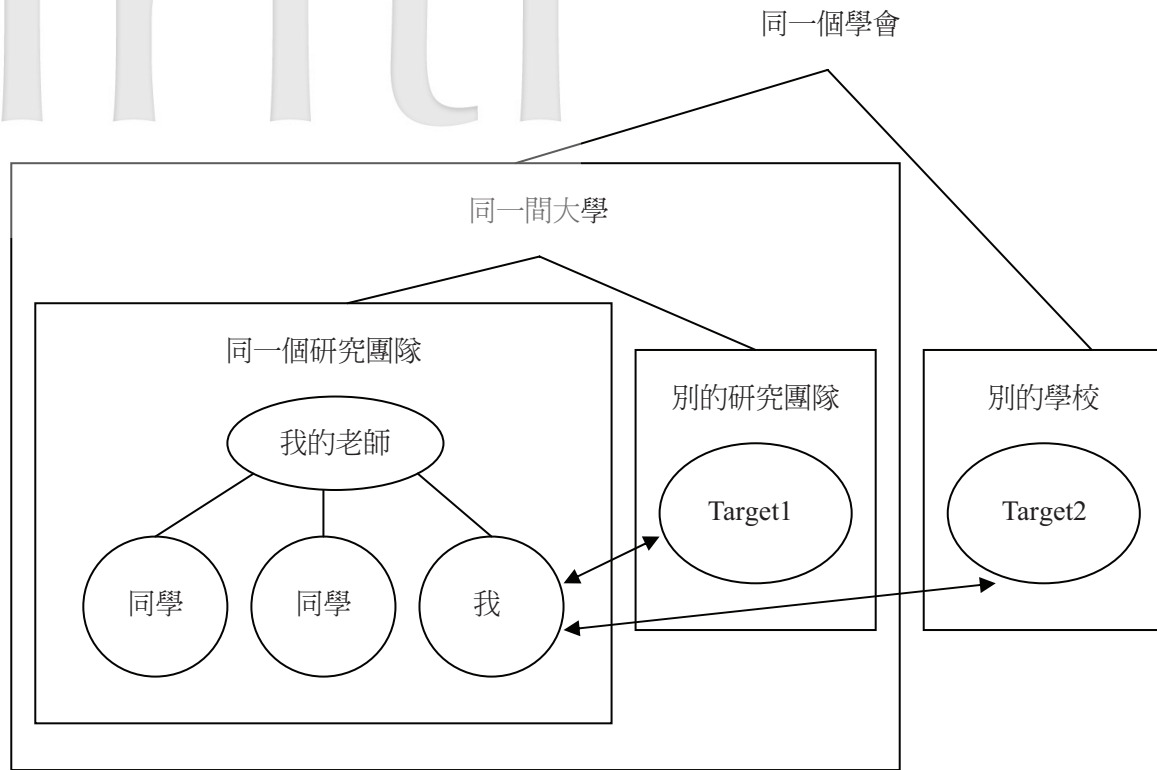 同一個學會
同一間大學
同一個研究團隊
別的研究團隊
別的學校
我的老師
Target1
Target2
同學
同學
我